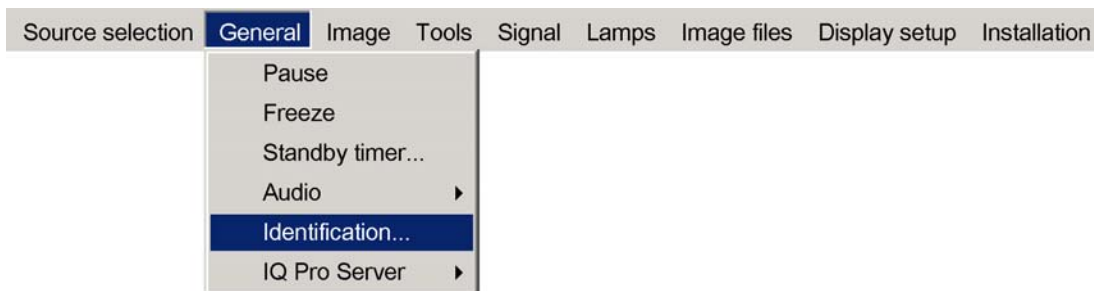 Source selection General Image Tools Signal Lamps Image files Display setup Installation
Pause
Freeze
Standby timer...
Audio
Identification...
IQ Pro Server